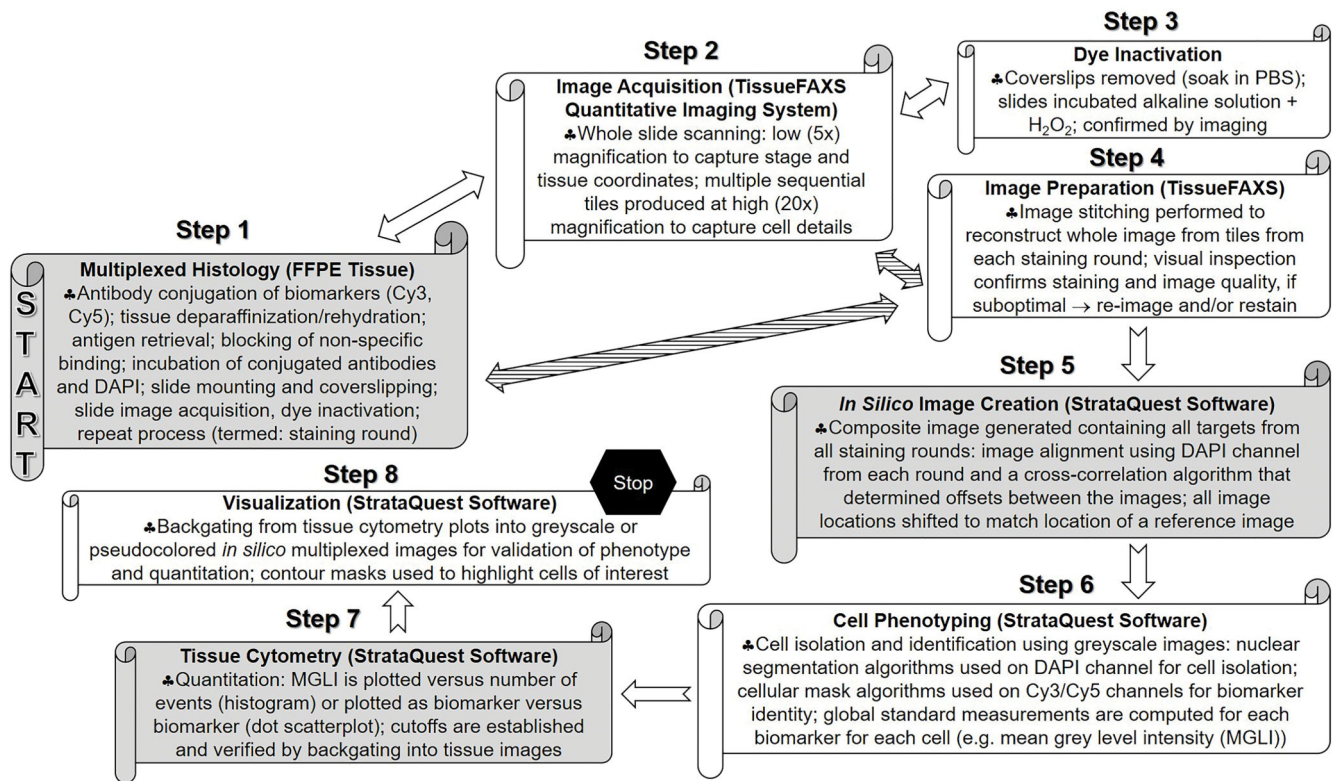 Step 1
START
Multiplexed Histology (FFPE Tissue)
♣Antibody conjugation of biomarkers (Cy3,
Cy5); tissue deparaffinization/rehydration;
antigen retrieval; blocking of non-specific
binding; incubation of conjugated antibodies
and DAPI; slide mounting and coverslipping;
slide image acquisition, dye inactivation;
repeat process (termed: staining round)
Step 2
Image Acquisition (TissueFAXS
Quantitative Imaging System)
♣Whole slide scanning: low (5x)
magnification to capture stage and
tissue coordinates; multiple sequential
tiles produced at high (20x)
magnification to capture cell details
Step 3
Dye Inactivation
♣Coverslips removed (soak in PBS);
slides incubated alkaline solution +
H₂O₂; confirmed by imaging
Step 4
Image Preparation (TissueFAXS)
♣Image stitching performed to
reconstruct whole image from tiles from
each staining round; visual inspection
confirms staining and image quality, if
suboptimal → re-image and/or restain
Step 5
In Silico Image Creation (StrataQuest Software)
♣Composite image generated containing all targets from
all staining rounds: image alignment using DAPI channel
from each round and a cross-correlation algorithm that
determined offsets between the images; all image
locations shifted to match location of a reference image
Step 6
Cell Phenotyping (StrataQuest Software)
♣Cell isolation and identification using greyscale images: nuclear
segmentation algorithms used on DAPI channel for cell isolation;
cellular mask algorithms used on Cy3/Cy5 channels for biomarker
identity; global standard measurements are computed for each
biomarker for each cell (e.g. mean grey level intensity (MGLI))
Step 7
Tissue Cytometry (StrataQuest Software)
♣Quantitation: MGLI is plotted versus number of
events (histogram) or plotted as biomarker versus
biomarker (dot scatterplot); cutoffs are established
and verified by backgating into tissue images
Step 8
Stop
Visualization (StrataQuest Software)
♣Backgating from tissue cytometry plots into greyscale or
pseudocolored in silico multiplexed images for validation of phenotype
and quantitation; contour masks used to highlight cells of interest